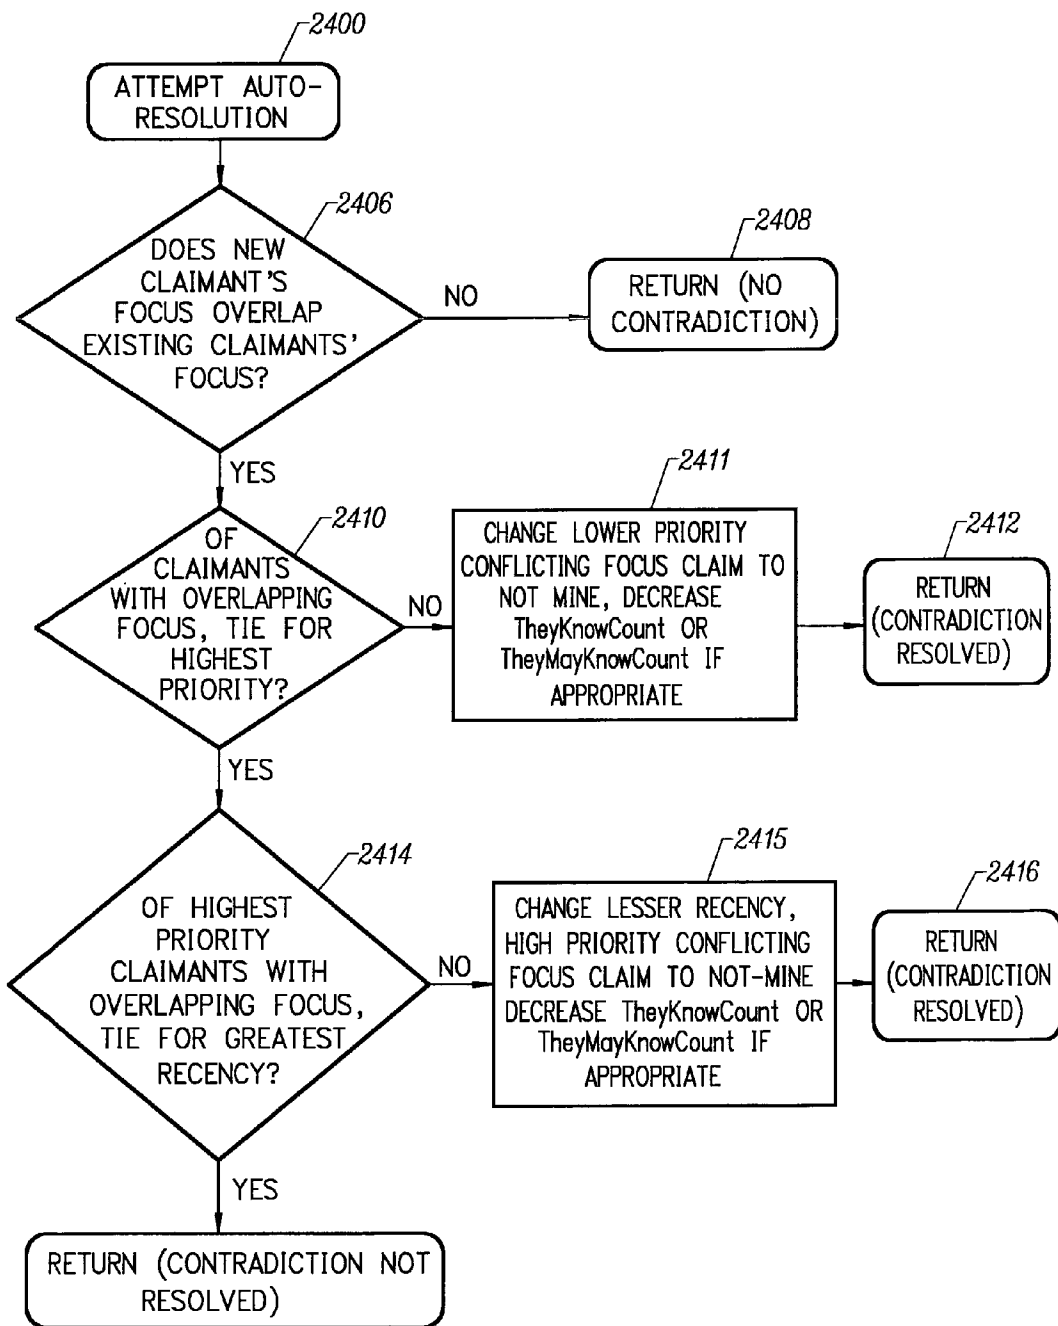 2400
ATTEMPT AUTO-
RESOLUTION
2406
DOES NEW
CLAIMANT'S
FOCUS OVERLAP
EXISTING CLAIMANTS'
FOCUS?
NO
2408
RETURN (NO
CONTRADICTION)
YES
2410
OF
CLAIMANTS
WITH OVERLAPPING
FOCUS, TIE FOR
HIGHEST
PRIORITY?
NO
2411
CHANGE LOWER PRIORITY
CONFLICTING FOCUS CLAIM TO
NOT MINE, DECREASE
TheyKnowCount OR
TheyMayKnowCount IF
APPROPRIATE
2412
RETURN
(CONTRADICTION
RESOLVED)
YES
2414
OF HIGHEST
PRIORITY
CLAIMANTS WITH
OVERLAPPING FOCUS,
TIE FOR GREATEST
RECENCY?
NO
2415
CHANGE LESSER RECENCY,
HIGH PRIORITY CONFLICTING
FOCUS CLAIM TO NOT-MINE
DECREASE TheyKnowCount OR
TheyMayKnowCount IF
APPROPRIATE
2416
RETURN
(CONTRADICTION
RESOLVED)
YES
RETURN (CONTRADICTION NOT
RESOLVED)